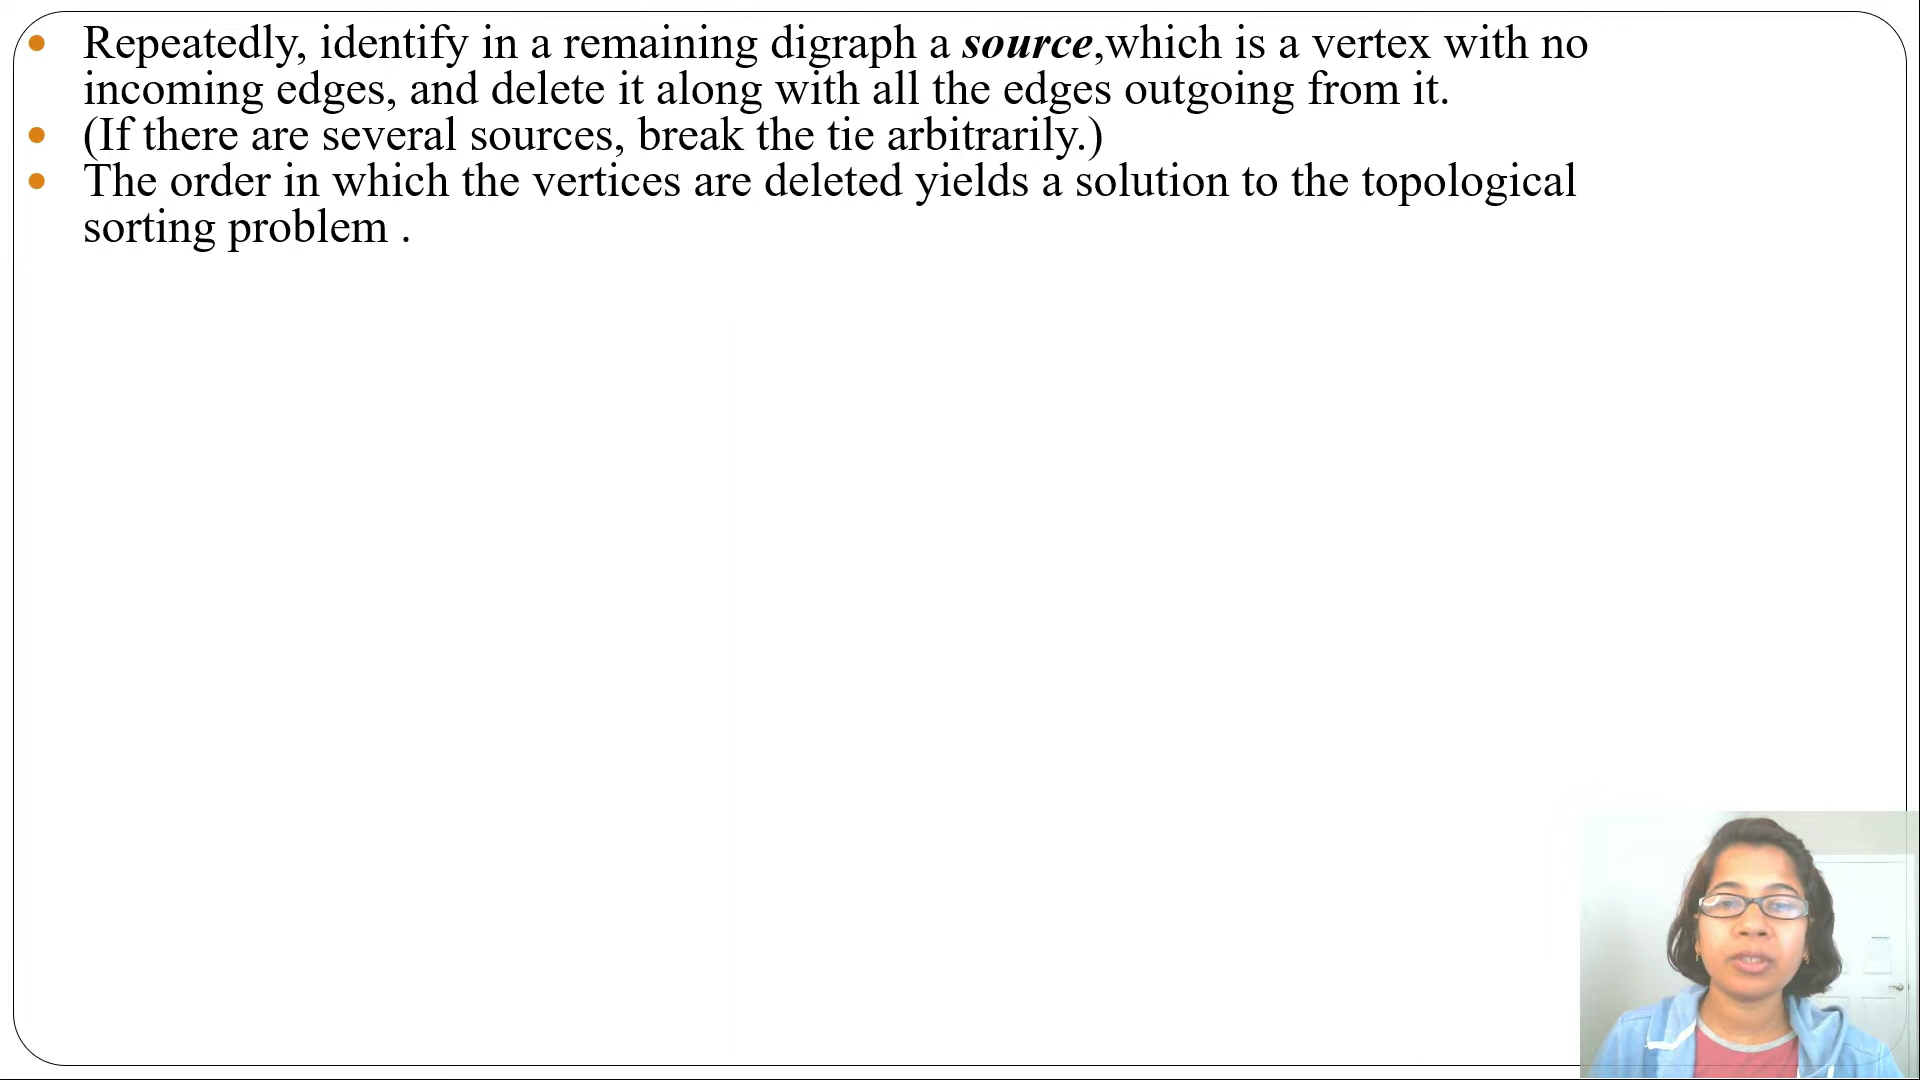 Repeatedly, identify in a remaining digraph a source,which is a vertex with no
incoming edges, and delete it along with all the edges outgoing from it.
(If there are several sources, break the tie arbitrarily.)
The order in which the vertices are deleted yields a solution to the topological
sorting problem .